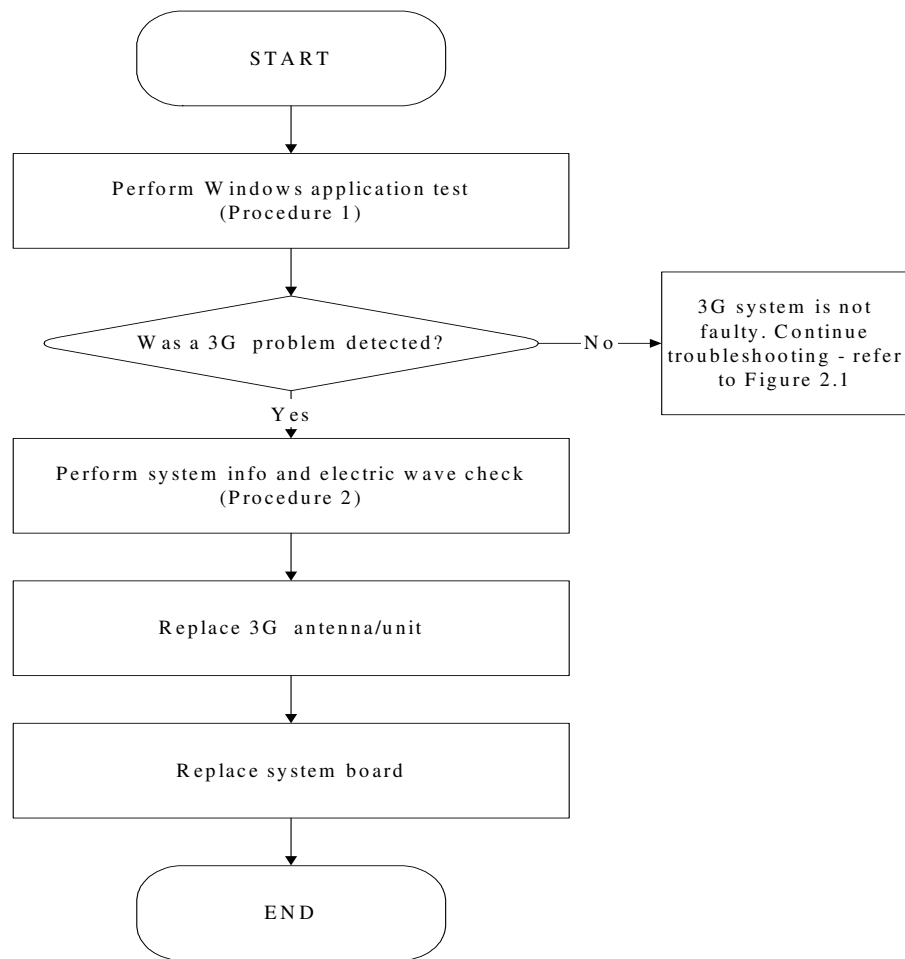 START
Perform Windows application test
(Procedure 1)
Was a 3G problem detected?
No
3G system is not
faulty. Continue
troubleshooting - refer
to Figure 2.1
Yes
Perform system info and electric wave check
(Procedure 2)
Replace 3G antenna/unit
Replace system board
END